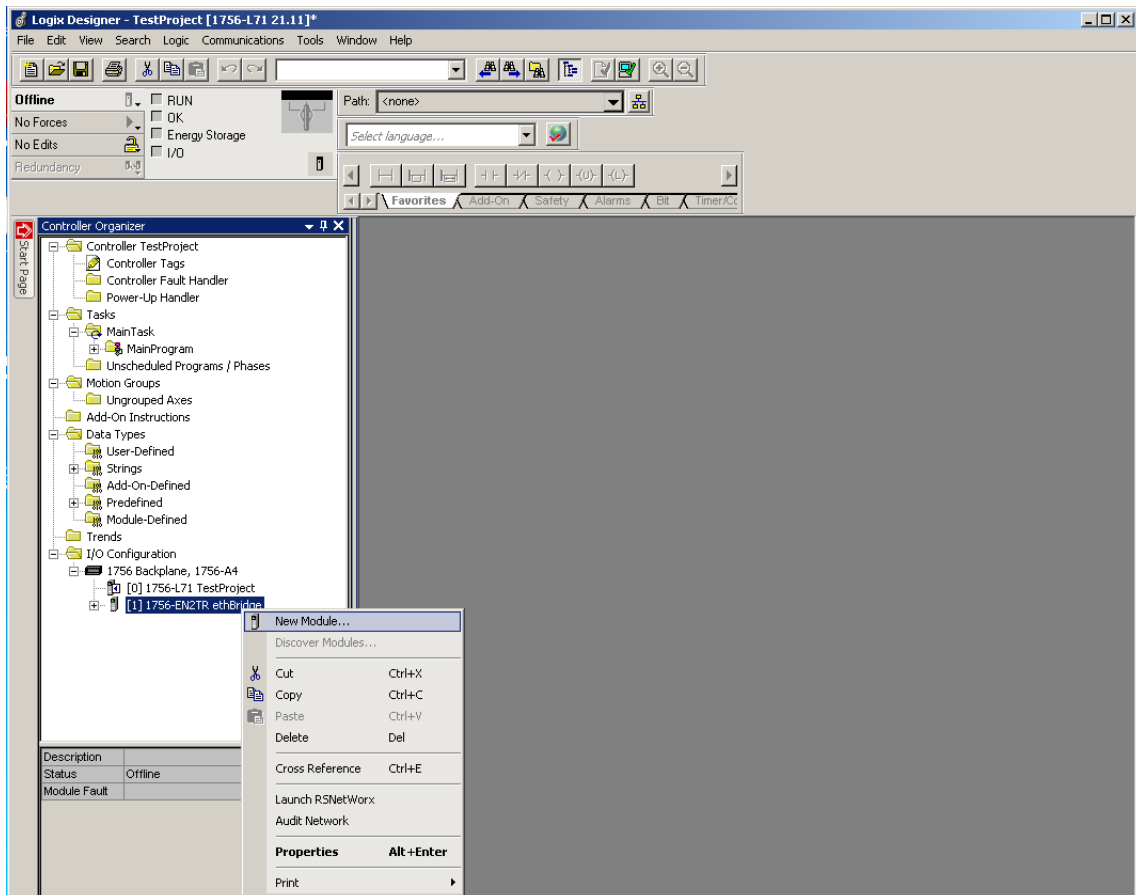 Logix Designer - TestProject [1756-L71 21.11]*
File Edit View Search Logic Communications Tools Window Help
Offline
RUN
Path: <none>
No Forces
OK
No Edits
Energy Storage
Select language...
Redundancy
I/O
Favorites Add-On Safety Alarms Bit Timer/Cc
Start Page
Controller Organizer
Controller TestProject
Controller Tags
Controller Fault Handler
Power-Up Handler
Tasks
MainTask
MainProgram
Unscheduled Programs / Phases
Motion Groups
Ungrouped Axes
Add-On Instructions
Data Types
User-Defined
Strings
Add-On-Defined
Predefined
Module-Defined
Trends
I/O Configuration
1756 Backplane, 1756-A4
[0] 1756-L71 TestProject
[1] 1756-EN2TR ethBridge
New Module...
Discover Modules...
Cut Ctrl+X
Copy Ctrl+C
Paste Ctrl+V
Delete Del
Cross Reference Ctrl+E
Launch RSNetWorx
Audit Network
Properties Alt+Enter
Print
Description
Status Offline
Module Fault